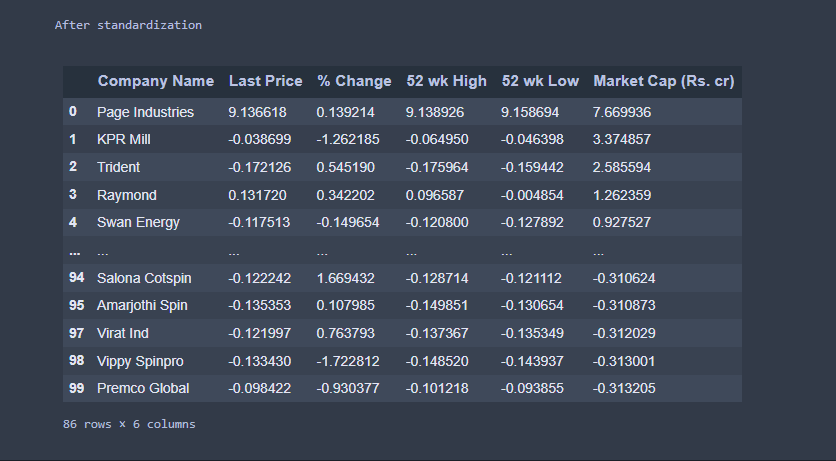 After standardization
Company Name Last Price % Change 52 wk High 52 wk Low Market Cap (Rs. cr)
0 Page Industries 9.136618 0.139214 9.138926 9.158694 7.669936
1 KPR Mill -0.038699 -1.262185 -0.064950 -0.046398 3.374857
2 Trident -0.172126 0.545190 -0.175964 -0.159442 2.585594
3 Raymond 0.131720 0.342202 0.096587 -0.004854 1.262359
4 Swan Energy -0.117513 -0.149654 -0.120800 -0.127892 0.927527
... ... ... ... ... ... ...
94 Salona Cotspin -0.122242 1.669432 -0.128714 -0.121112 -0.310624
95 Amarjothi Spin -0.135353 0.107985 -0.149851 -0.130654 -0.310873
97 Virat Ind -0.121997 0.763793 -0.137367 -0.135349 -0.312029
98 Vippy Spinpro -0.133430 -1.722812 -0.148520 -0.143937 -0.313001
99 Premco Global -0.098422 -0.930377 -0.101218 -0.093855 -0.313205
86 rows × 6 columns